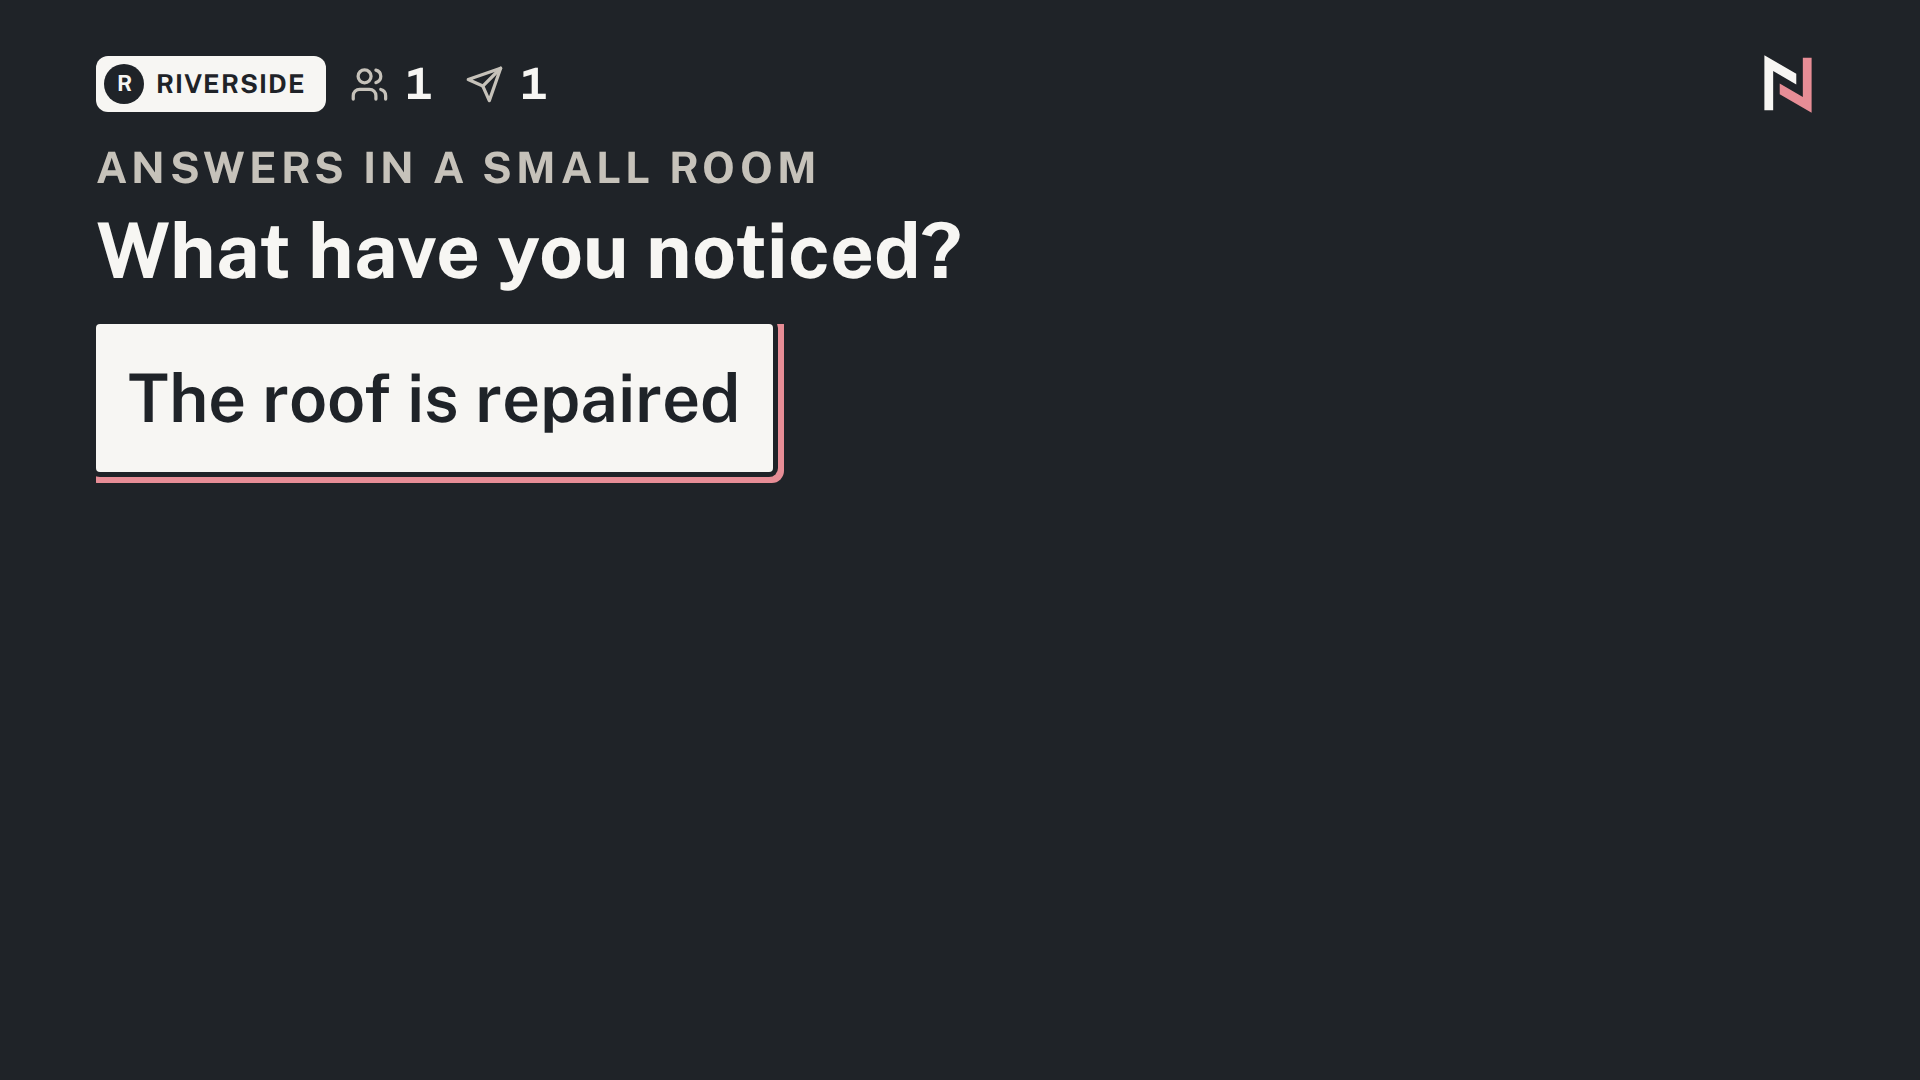 R RIVERSIDE 1 1
ANSWERS IN A SMALL ROOM
What have you noticed?
The roof is repaired